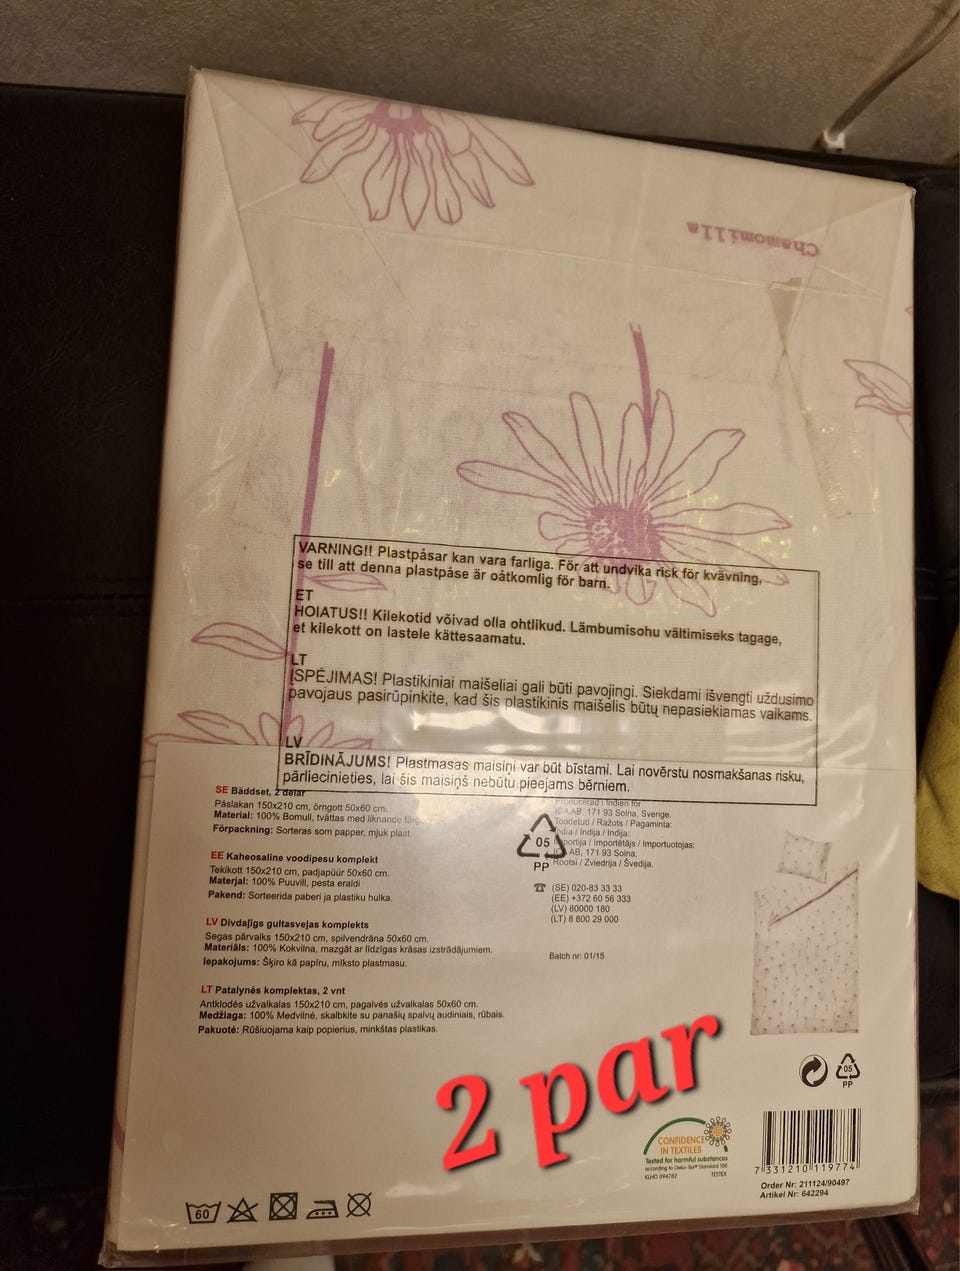 Chamomilla
VARNING!! Plastpåsar kan vara farliga. För att undvika risk för kvävning,
se till att denna plastpåse är oåtkomlig för barn.
ET
HOIATUS!! Kilekotid võivad olla ohtlikud. Lämbumisohu vältimiseks tagage,
et kilekott on lastele kättesaamatu.
LT
ĮSPĖJIMAS! Plastikiniai maišeliai gali būti pavojingi. Siekdami išvengti uždusimo
pavojaus pasirūpinkite, kad šis plastikinis maišelis būtų nepasiekiamas vaikams.
LV
BRĪDINĀJUMS! Plastmasas maisiņi var būt bīstami. Lai novērstu nosmakšanas risku,
pārliecinieties, lai šis maisiņš nebūtu pieejams bērniem.
SE Bäddset, 2 delar
Påslakan 150x210 cm, örngott 50x60 cm.
Material: 100% Bomull, tvättas med liknande färger.
Förpackning: Sorteras som papper, mjuk plast.
EE Kaheosaline voodipesu komplekt
Tekikott 150x210 cm, padjapüür 50x60 cm.
Materjal: 100% Puuvill, pesta eraldi
Pakend: Sorteerida paberi ja plastiku hulka.
LV Divdaļīgs gultasveļas komplekts
Segas pārvalks 150x210 cm, spilvendrāna 50x60 cm.
Materiāls: 100% Kokvilna, mazgāt ar līdzīgas krāsas izstrādājumiem.
Iepakojums: Šķiro kā papīru, mīksto plastmasu.
LT Patalynės komplektas, 2 vnt
Antklodės užvalkalas 150x210 cm, pagalvės užvalkalas 50x60 cm.
Medžiaga: 100% Medvilnė, skalbkite su panašių spalvų audiniais, rūbais.
Pakuotė: Rūšiuojama kaip popierius, minkštas plastikas.
Producerad i Indien för
ICA AB, 171 93 Solna, Sverige.
Toodetud / Ražots / Pagaminta:
India / Indija / Indija:
Importija / Importētājs / Importuotojas:
ICA AB, 171 93 Solna;
Rootsi / Zviedrija / Švedija.
05
PP
(SE) 020-83 33 33
(EE) +372 60 56 333
(LV) 80000 180
(LT) 8 800 29 000
Batch nr: 01/15
2 par
05
PP
CONFIDENCE
IN TEXTILES
Tested for harmful substances
according to Oeko-Tex® Standard 100
KLHO 094782 TESTEX
7 331210 119774
Order Nr: 211124/90497
Artikel Nr: 642294
60